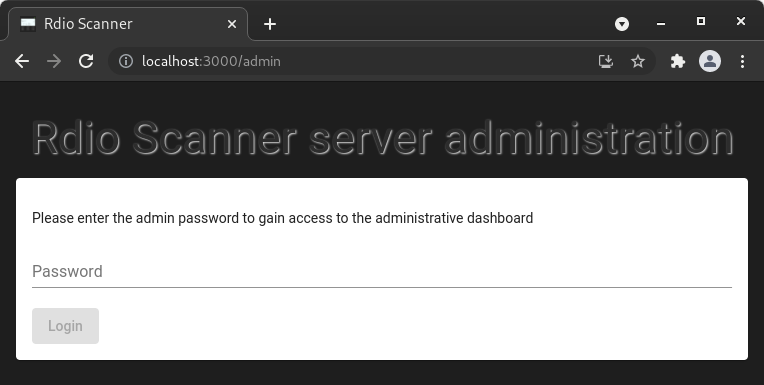 Rdio Scanner
localhost:3000/admin
Rdio Scanner server administration
Please enter the admin password to gain access to the administrative dashboard
Password
Login